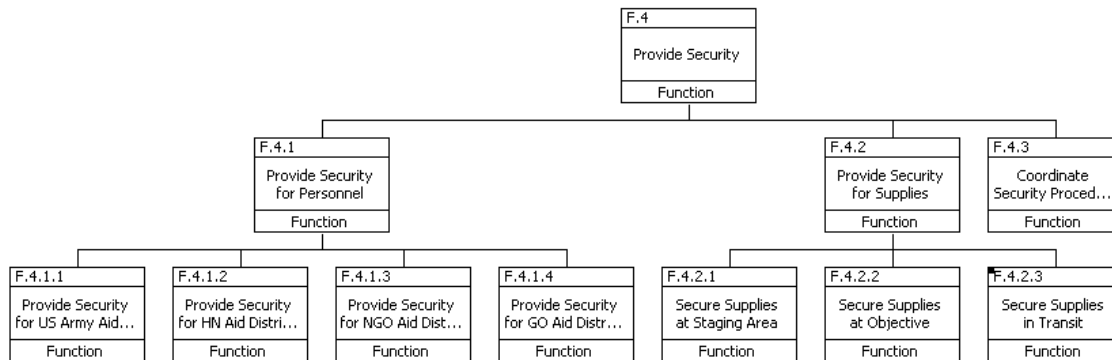 F.4
Provide Security
Function
F.4.1
Provide Security
for Personnel
Function
F.4.2
Provide Security
for Supplies
Function
F.4.3
Coordinate
Security Proced...
Function
F.4.1.1
Provide Security
for US Army Aid...
Function
F.4.1.2
Provide Security
for HN Aid Distri...
Function
F.4.1.3
Provide Security
for NGO Aid Dist...
Function
F.4.1.4
Provide Security
for GO Aid Distr...
Function
F.4.2.1
Secure Supplies
at Staging Area
Function
F.4.2.2
Secure Supplies
at Objective
Function
F.4.2.3
Secure Supplies
in Transit
Function